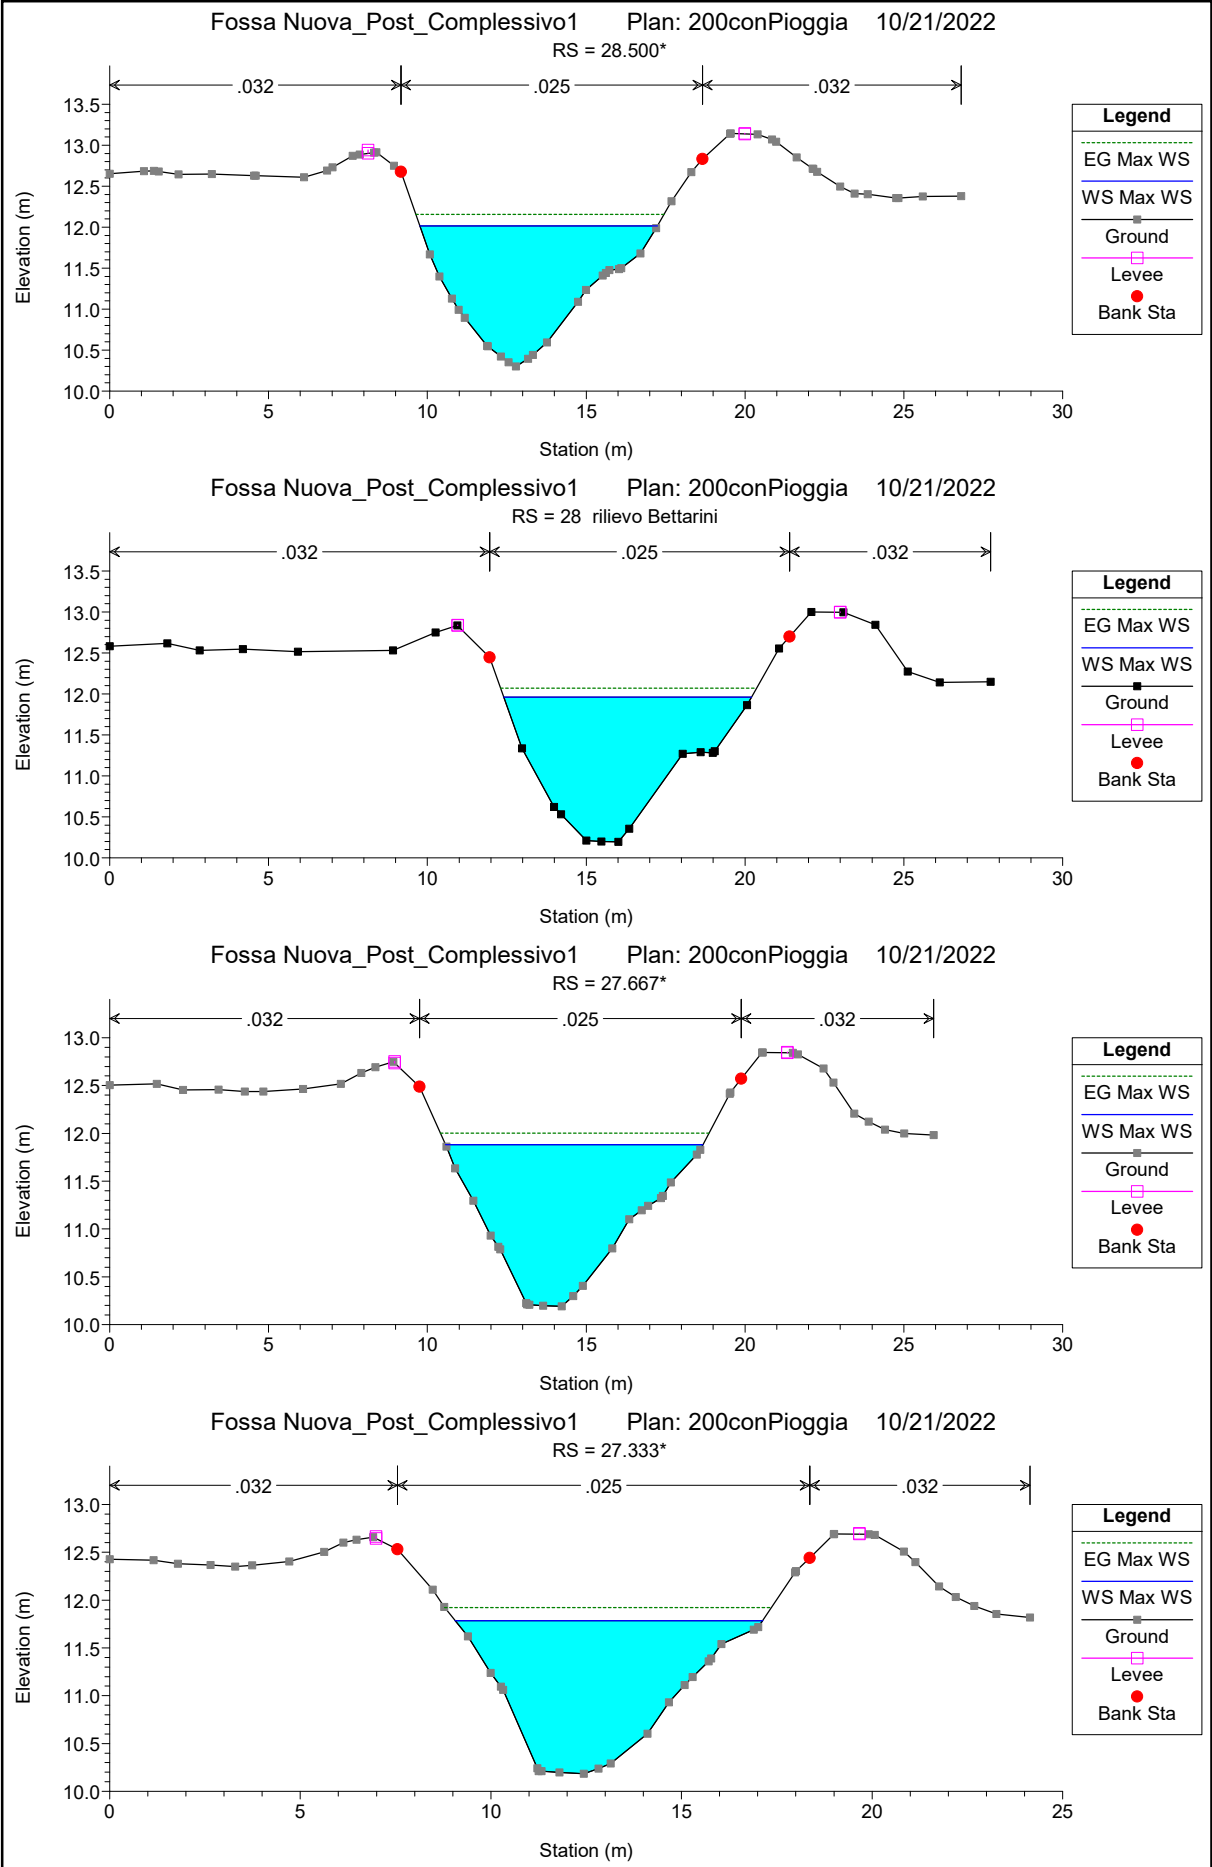 Fossa Nuova_Post_Complessivo1 Plan: 200conPioggia 10/21/2022
RS = 28.500*
.032 .025 .032
13.5
13.0
12.5
12.0
11.5
11.0
10.5
10.0
Elevation (m)
0 5 10 15 20 25 30
Station (m)
Legend
EG Max WS
WS Max WS
Ground
Levee
Bank Sta
Fossa Nuova_Post_Complessivo1 Plan: 200conPioggia 10/21/2022
RS = 28 rilievo Bettarini
.032 .025 .032
13.5
13.0
12.5
12.0
11.5
11.0
10.5
10.0
Elevation (m)
0 5 10 15 20 25 30
Station (m)
Legend
EG Max WS
WS Max WS
Ground
Levee
Bank Sta
Fossa Nuova_Post_Complessivo1 Plan: 200conPioggia 10/21/2022
RS = 27.667*
.032 .025 .032
13.0
12.5
12.0
11.5
11.0
10.5
10.0
Elevation (m)
0 5 10 15 20 25 30
Station (m)
Legend
EG Max WS
WS Max WS
Ground
Levee
Bank Sta
Fossa Nuova_Post_Complessivo1 Plan: 200conPioggia 10/21/2022
RS = 27.333*
.032 .025 .032
13.0
12.5
12.0
11.5
11.0
10.5
10.0
Elevation (m)
0 5 10 15 20 25
Station (m)
Legend
EG Max WS
WS Max WS
Ground
Levee
Bank Sta